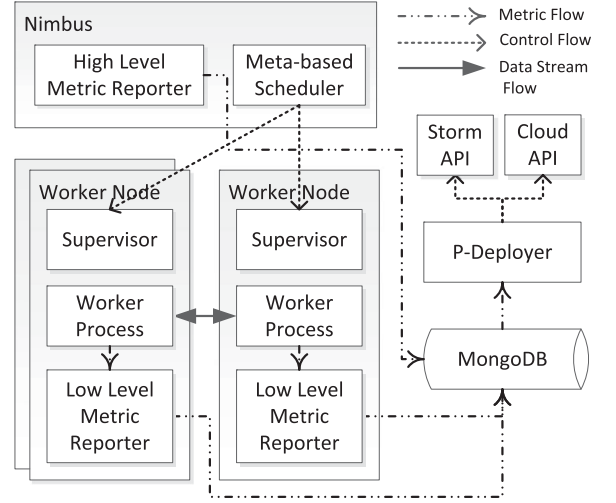 Nimbus
High Level
Metric Reporter
Meta-based
Scheduler
Metric Flow
Control Flow
Data Stream
Flow
Storm
API
Cloud
API
Worker Node
Supervisor
Worker
Process
Low Level
Metric
Reporter
Worker Node
Supervisor
Worker
Process
Low Level
Metric
Reporter
P-Deployer
MongoDB